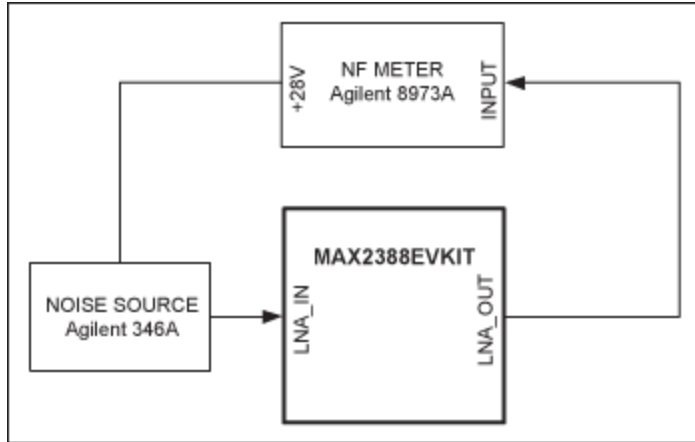 NF METER
Agilent 8973A
+28V
INPUT
MAX2388EVKIT
NOISE SOURCE
Agilent 346A
LNA_IN
LNA_OUT